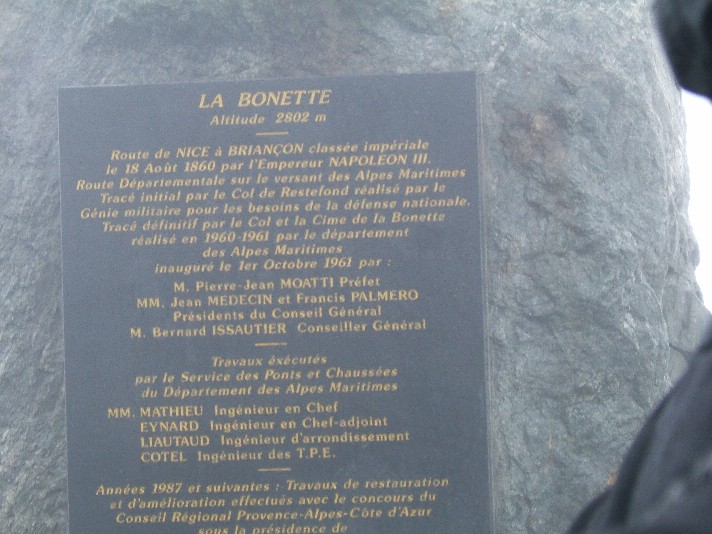 LA BONETTE
Altitude 2802 m
Route de NICE à BRIANÇON classée impériale
le 18 Août 1860 par l'Empereur NAPOLEON III.
Route Départementale sur le versant des Alpes Maritimes
Tracé initial par le Col de Restefond réalisé par le
Génie militaire pour les besoins de la défense nationale.
Tracé définitif par le Col et la Cime de la Bonette
réalisé en 1960-1961 par le département
des Alpes Maritimes
inauguré le 1er Octobre 1961 par :
M. Pierre-Jean MOATTI Préfet
MM. Jean MEDECIN et Francis PALMERO
Présidents du Conseil Général
M. Bernard ISSAUTIER Conseiller Général
Travaux éxécutés
par le Service des Ponts et Chaussées
du Département des Alpes Maritimes
MM. MATHIEU Ingénieur en Chef
EYNARD Ingénieur en Chef-adjoint
LIAUTAUD Ingénieur d'arrondissement
COTEL Ingénieur des T.P.E.
Années 1987 et suivantes : Travaux de restauration
et d'amélioration effectués avec le concours du
Conseil Régional Provence-Alpes-Côte d'Azur
sous la présidence de